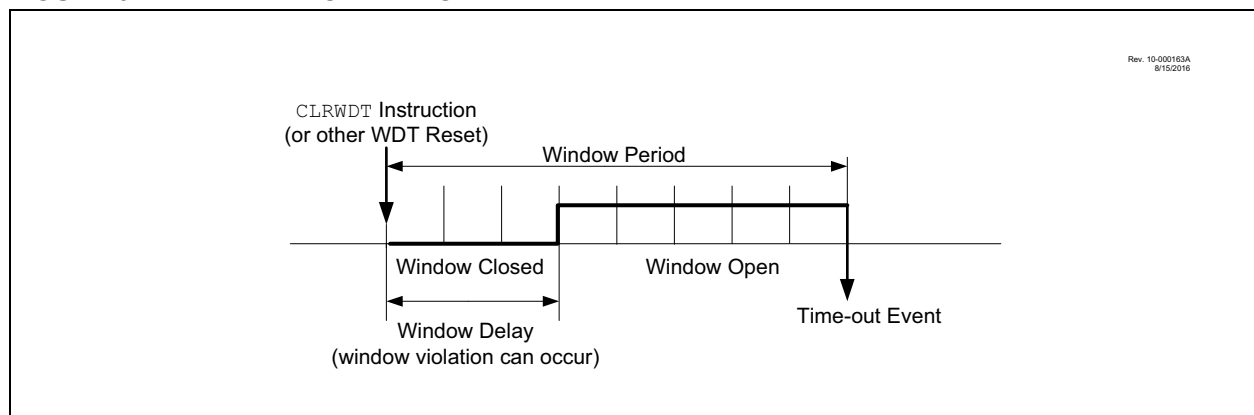 Rev. 10-000163A
8/15/2016
CLRWDT Instruction
(or other WDT Reset)
Window Period
Window Closed
Window Open
Window Delay
(window violation can occur)
Time-out Event